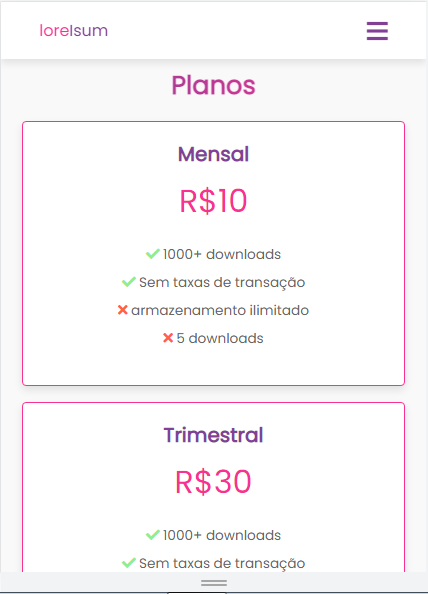 loreIsum
Planos
Mensal
R$10
1000+ downloads
Sem taxas de transação
armazenamento ilimitado
5 downloads
Trimestral
R$30
1000+ downloads
Sem taxas de transação